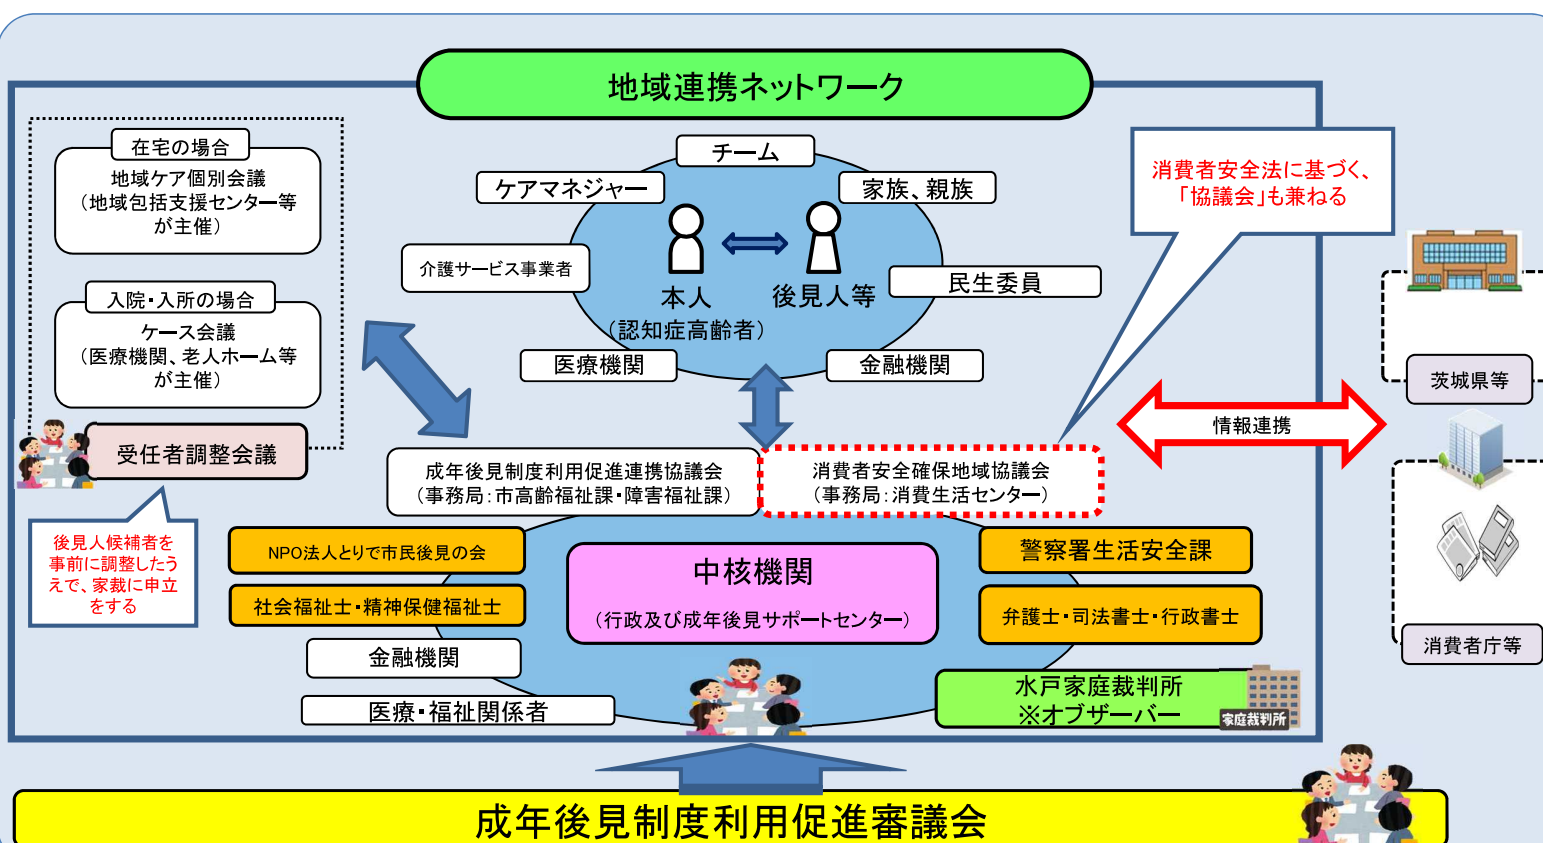 地域連携ネットワーク
在宅の場合
地域ケア個別会議
（地域包括支援センター等
が主催）
入院・入所の場合
ケース会議
（医療機関、老人ホーム等
が主催）
受任者調整会議
後見人候補者を
事前に調整したう
えで、家裁に申立
をする
チーム
ケアマネジャー
家族、親族
介護サービス事業者
民生委員
本人
（認知症高齢者）
後見人等
医療機関
金融機関
消費者安全法に基づく、
「協議会」も兼ねる
情報連携
茨城県等
消費者庁等
成年後見制度利用促進連携協議会
（事務局：市高齢福祉課・障害福祉課）
消費者安全確保地域協議会
（事務局：消費生活センター）
NPO法人とりで市民後見の会
社会福祉士・精神保健福祉士
金融機関
医療・福祉関係者
中核機関
（行政及び成年後見サポートセンター）
警察署生活安全課
弁護士・司法書士・行政書士
水戸家庭裁判所
※オブザーバー
家庭裁判所
成年後見制度利用促進審議会